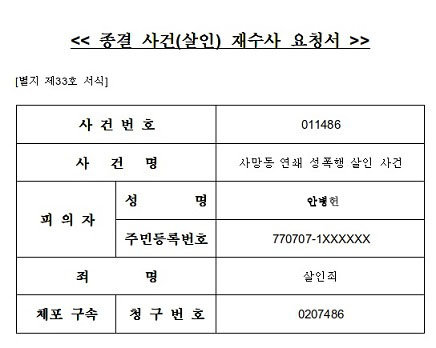 << 종결 사건(살인) 재수사 요청서 >>
[별지 제33호 서식]
사 건 번 호 011486
사 건 명 사망동 연쇄 성폭행 살인 사건
피 의 자 성 명 안병헌
주민등록번호 770707-1XXXXXX
죄 명 살인죄
체포 구속 청 구 번 호 0207486